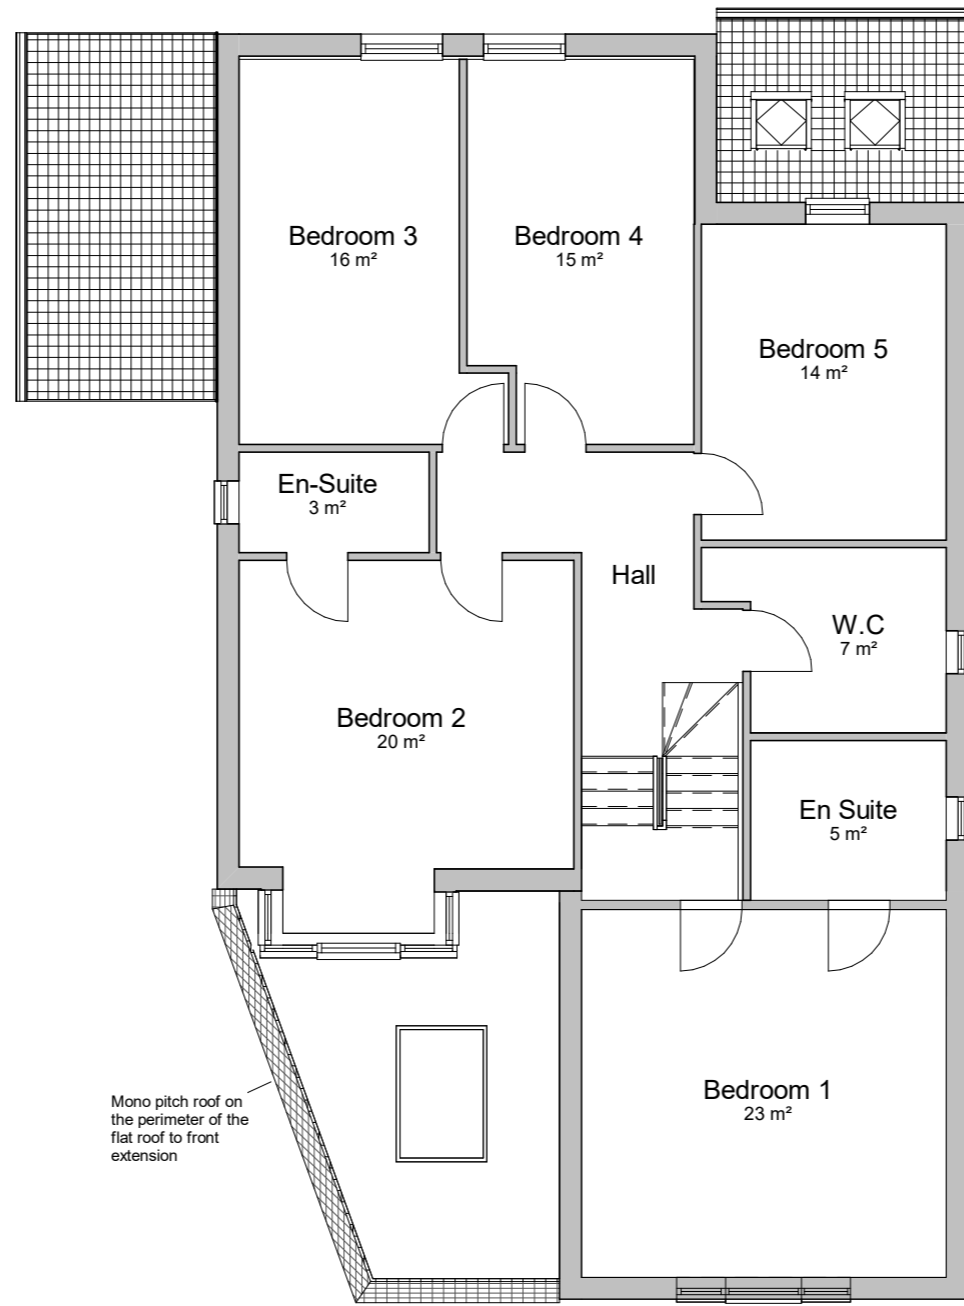 Bedroom 3
16 m²
Bedroom 4
15 m²
Bedroom 5
14 m²
En-Suite
3 m²
Hall
W.C
7 m²
Bedroom 2
20 m²
En Suite
5 m²
Bedroom 1
23 m²
Mono pitch roof on
the perimeter of the
flat roof to front
extension